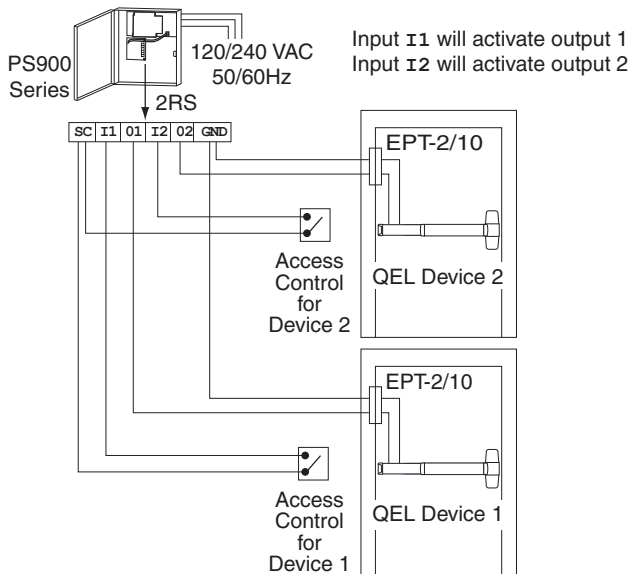 PS900
Series
120/240 VAC
50/60Hz
Input I1 will activate output 1
Input I2 will activate output 2
2RS
SC I1 01 I2 02 GND
EPT-2/10
Access
Control
for
Device 2
QEL Device 2
EPT-2/10
Access
Control
for
Device 1
QEL Device 1